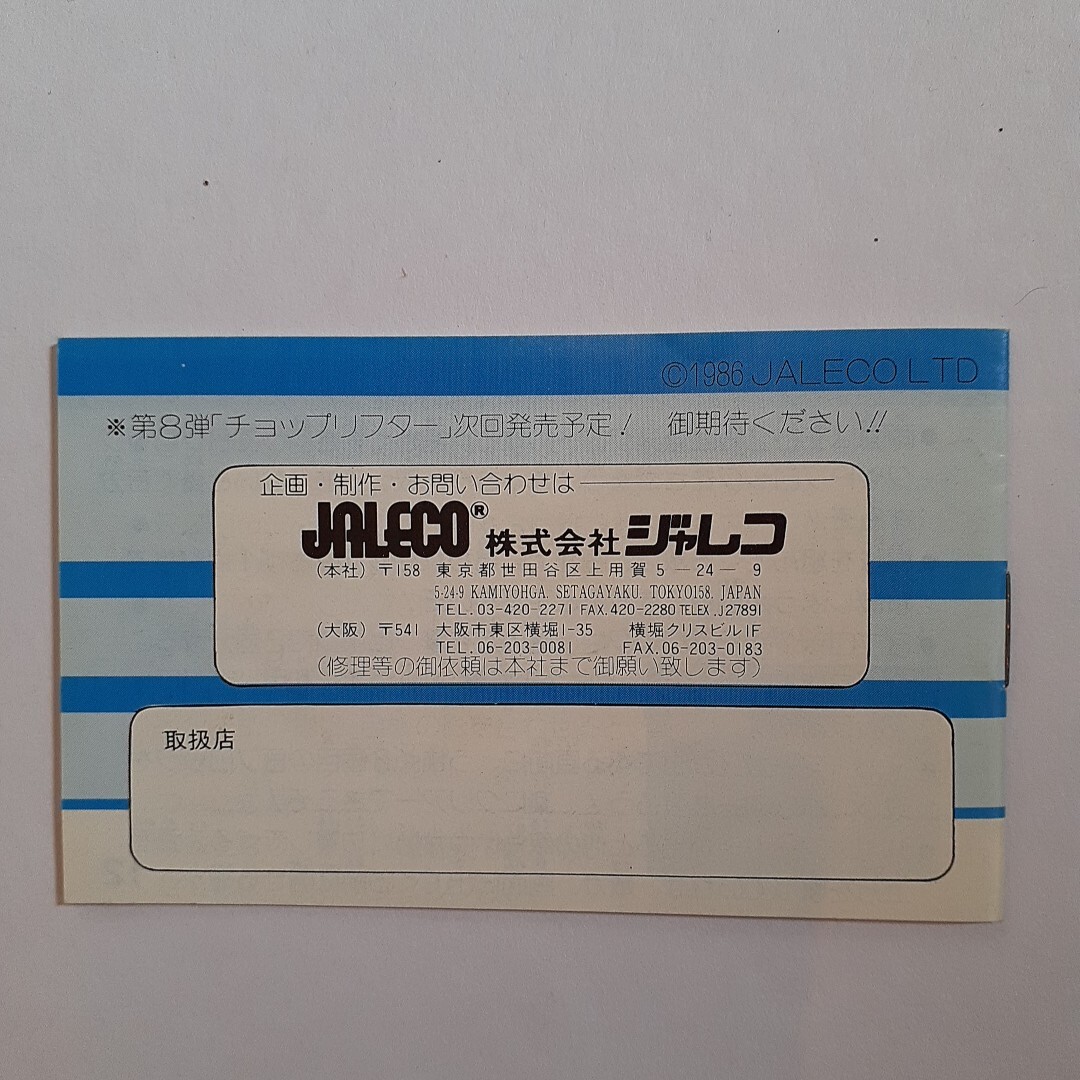 ©1986 JALECO LTD
※第8弾「チョップリフター」次回発売予定! 御期待ください!!
企画・制作・お問い合わせは
JALECO® 株式会社ジャレコ
(本社) 〒158 東京都世田谷区上用賀5-24-9
5-24-9 KAMIYOHGA. SETAGAYAKU. TOKYO158. JAPAN
TEL.03-420-2271 FAX.420-2280 TELEX.J27891
(大阪) 〒541 大阪市東区横堀1-35 横堀クリスビル1F
TEL.06-203-0081 FAX.06-203-0183
(修理等の御依頼は本社まで御願い致します)
取扱店